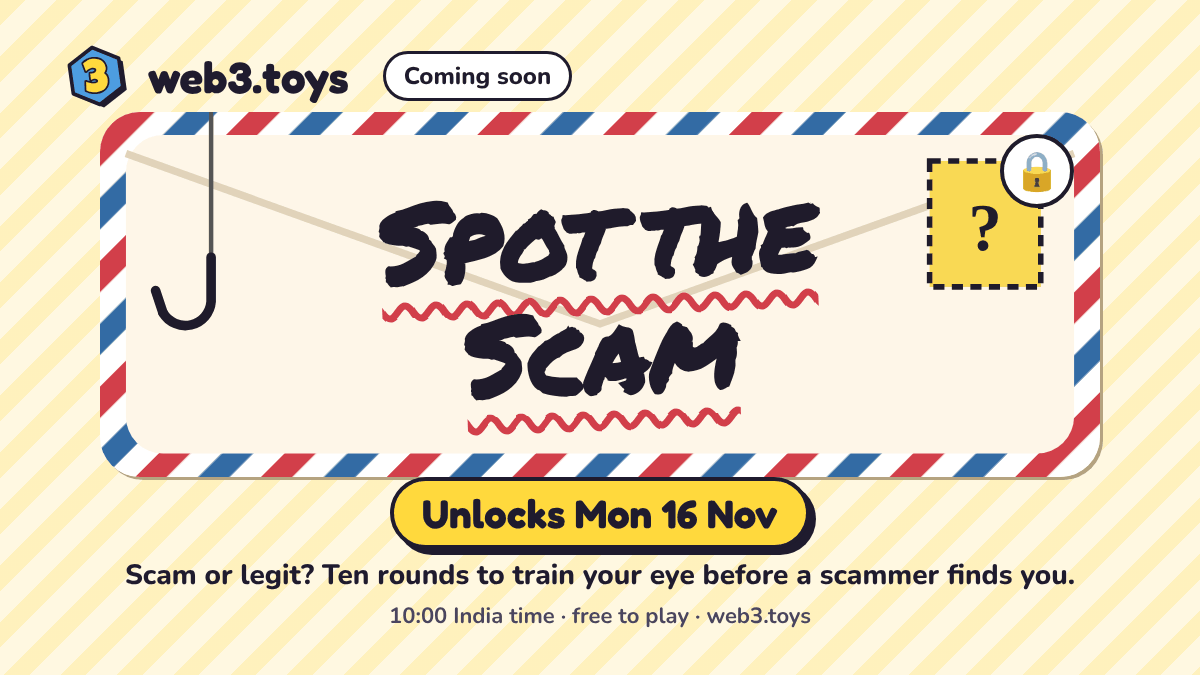 3
web3.toys
Coming soon
?
SPOT THE
SCAM
Unlocks Mon 16 Nov
Scam or legit? Ten rounds to train your eye before a scammer finds you.
10:00 India time · free to play · web3.toys